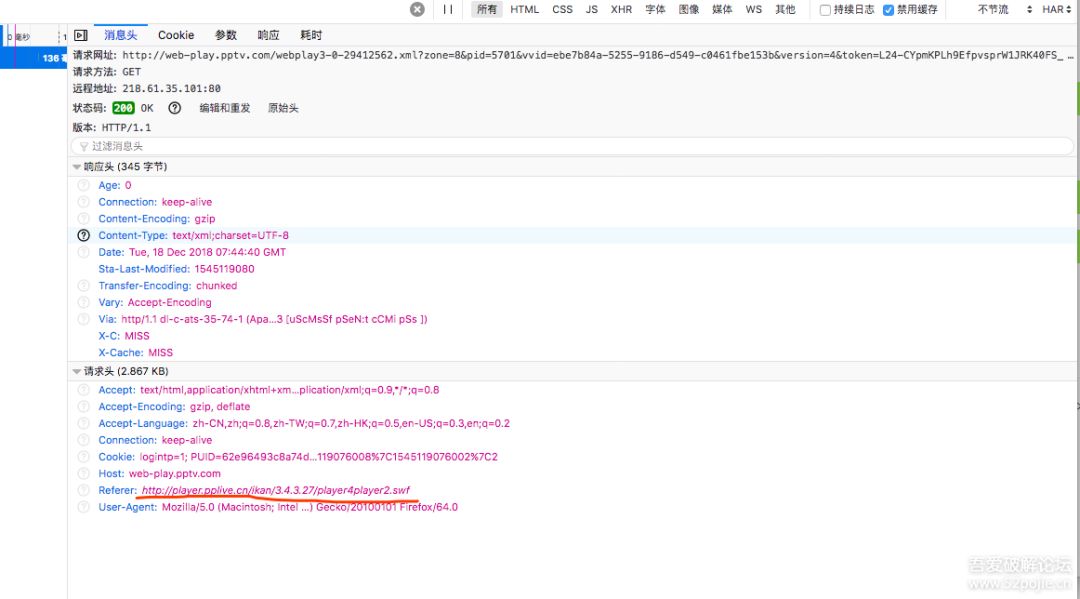 所有 HTML CSS JS XHR 字体 图像 媒体 WS 其他 持续日志 禁用缓存 不节流 HAR
0 毫秒 消息头 Cookie 参数 响应 耗时
136
请求网址: http://web-play.pptv.com/webplay3-0-29412562.xml?zone=8&pid=5701&vvid=ebe7b84a-5255-9186-d549-c0461fbe153b&version=4&token=L24-CYpmKPLh9EfpvsprW1JRK40FS_ …
请求方法: GET
远程地址: 218.61.35.101:80
状态码: 200 OK 编辑和重发 原始头
版本: HTTP/1.1
过滤消息头
响应头 (345 字节)
Age: 0
Connection: keep-alive
Content-Encoding: gzip
Content-Type: text/xml;charset=UTF-8
Date: Tue, 18 Dec 2018 07:44:40 GMT
Sta-Last-Modified: 1545119080
Transfer-Encoding: chunked
Vary: Accept-Encoding
Via: http/1.1 dl-c-ats-35-74-1 (Apa…3 [uScMsSf pSeN:t cCMi pSs ])
X-C: MISS
X-Cache: MISS
请求头 (2.867 KB)
Accept: text/html,application/xhtml+xm…plication/xml;q=0.9,*/*;q=0.8
Accept-Encoding: gzip, deflate
Accept-Language: zh-CN,zh;q=0.8,zh-TW;q=0.7,zh-HK;q=0.5,en-US;q=0.3,en;q=0.2
Connection: keep-alive
Cookie: logintp=1; PUID=62e96493c8a74d…119076008%7C1545119076002%7C2
Host: web-play.pptv.com
Referer: http://player.pplive.cn/ikan/3.4.3.27/player4player2.swf
User-Agent: Mozilla/5.0 (Macintosh; Intel …) Gecko/20100101 Firefox/64.0
吾爱破解论坛
www.52pojie.cn